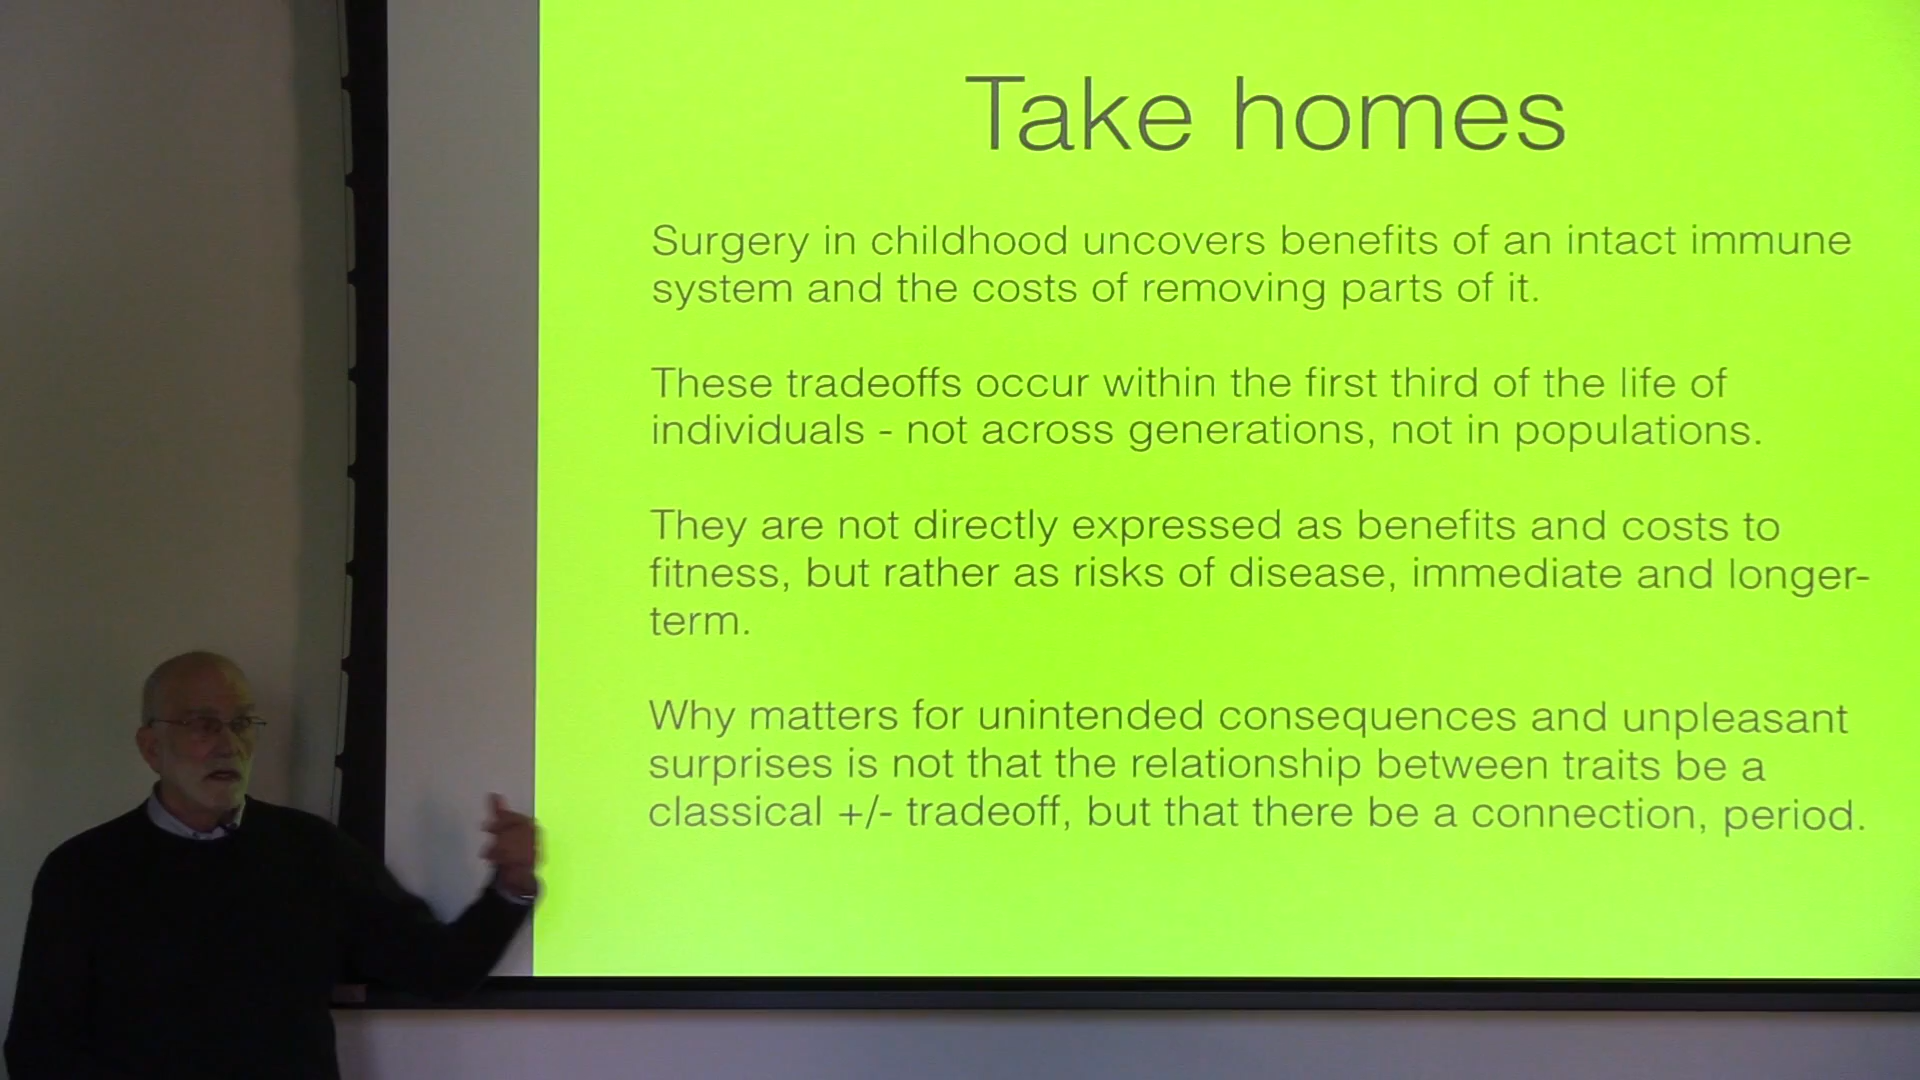 Take homes
Surgery in childhood uncovers benefits of an intact immune
system and the costs of removing parts of it.
These tradeoffs occur within the first third of the life of
individuals - not across generations, not in populations.
They are not directly expressed as benefits and costs to
fitness, but rather as risks of disease, immediate and longer-
term.
Why matters for unintended consequences and unpleasant
surprises is not that the relationship between traits be a
classical +/- tradeoff, but that there be a connection, period.